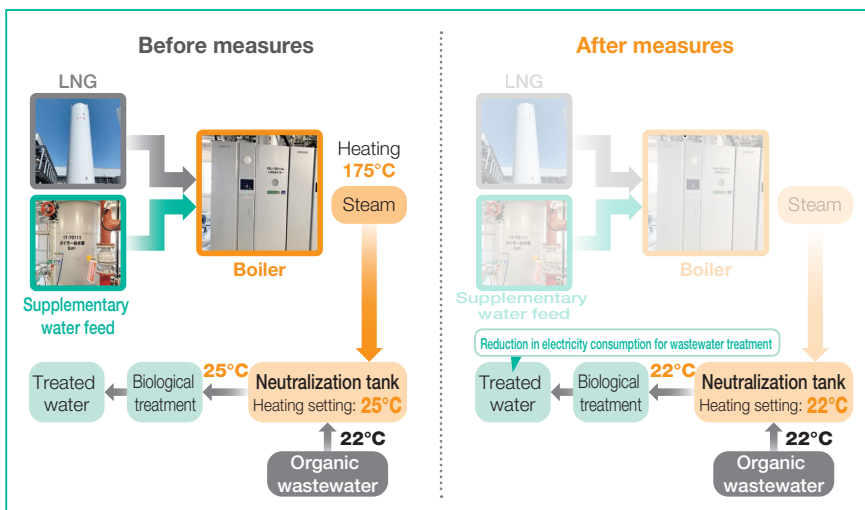 Before measures
LNG
Heating
175°C
Steam
Boiler
Supplementary
water feed
Treated
water
Biological
treatment
25°C
Neutralization tank
Heating setting: 25°C
22°C
Organic
wastewater
After measures
LNG
Steam
Boiler
Supplementary
water feed
Reduction in electricity consumption for wastewater treatment
Treated
water
Biological
treatment
22°C
Neutralization tank
Heating setting: 22°C
22°C
Organic
wastewater